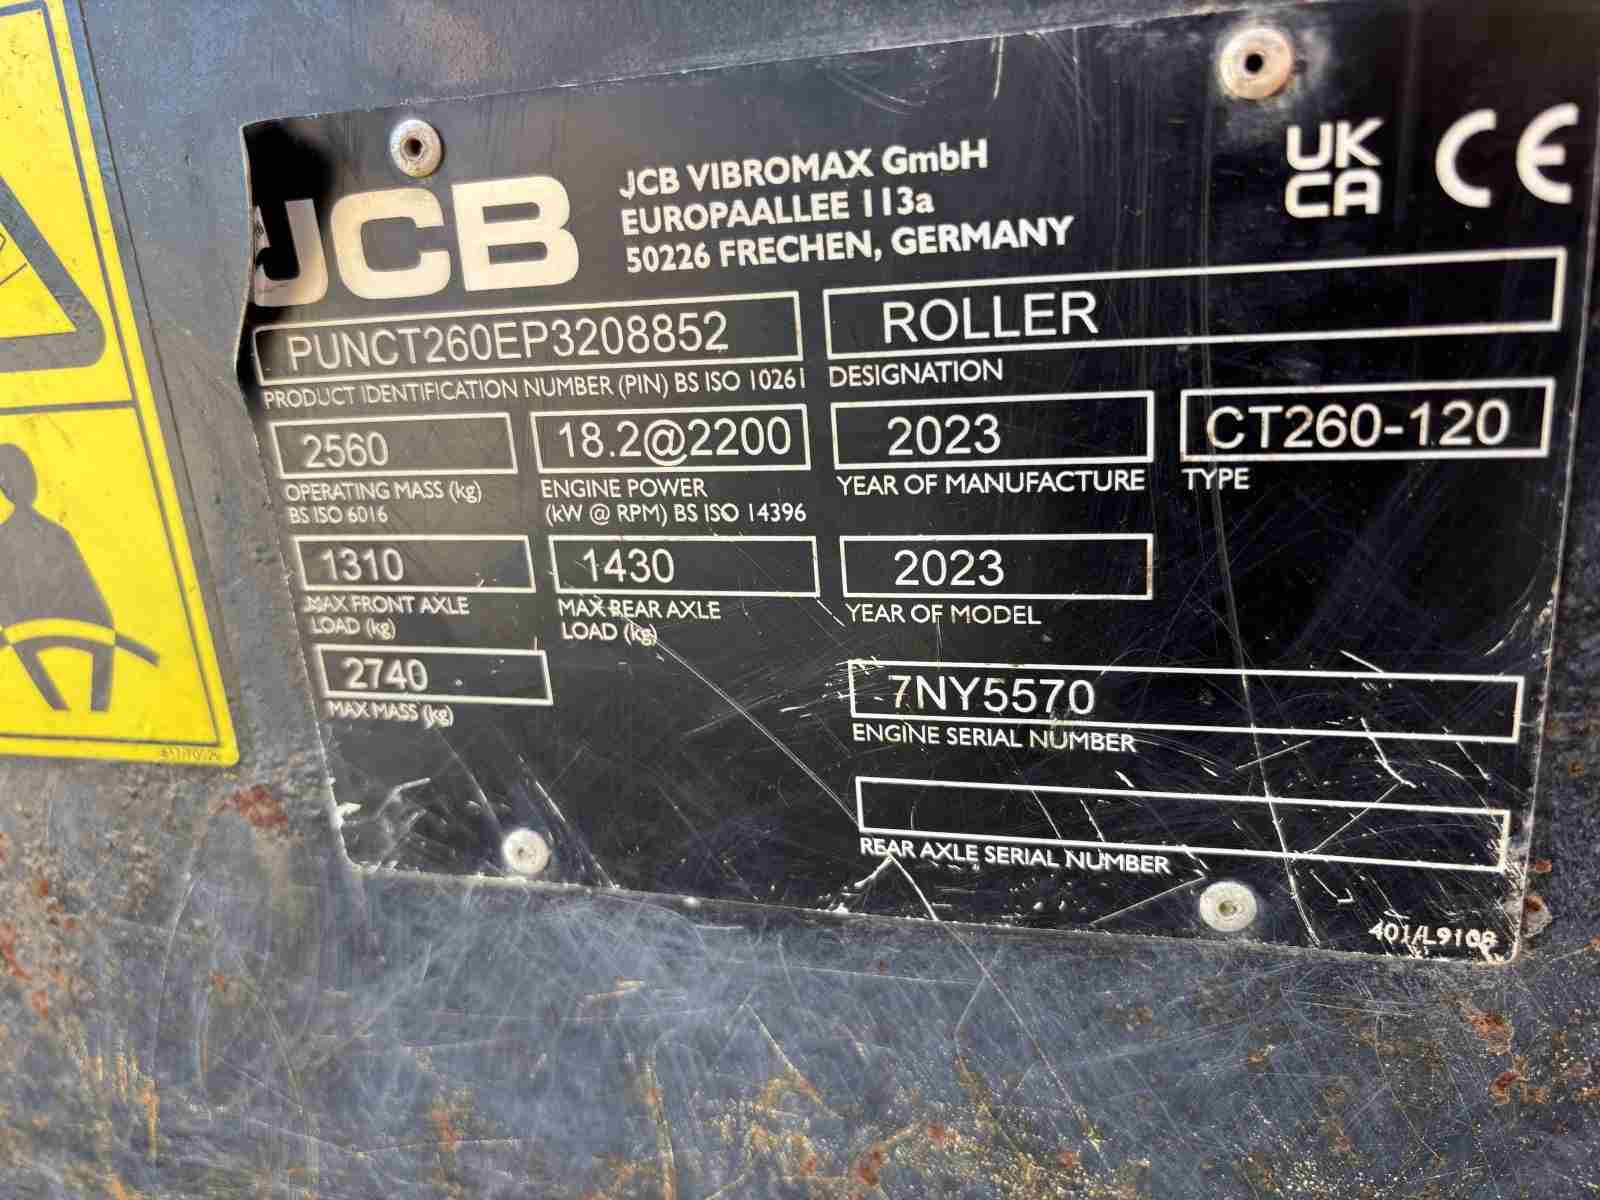 JCB
JCB VIBROMAX GmbH
EUROPAALLEE 113a
50226 FRECHEN, GERMANY
UK
CA
CE
PUNCT260EP3208852
PRODUCT IDENTIFICATION NUMBER (PIN) BS ISO 10261
ROLLER
DESIGNATION
2560
OPERATING MASS (kg)
BS ISO 6016
18.2@2200
ENGINE POWER
(kW @ RPM) BS ISO 14396
2023
YEAR OF MANUFACTURE
CT260-120
TYPE
1310
MAX FRONT AXLE
LOAD (kg)
1430
MAX REAR AXLE
LOAD (kg)
2023
YEAR OF MODEL
2740
MAX MASS (kg)
7NY5570
ENGINE SERIAL NUMBER
REAR AXLE SERIAL NUMBER